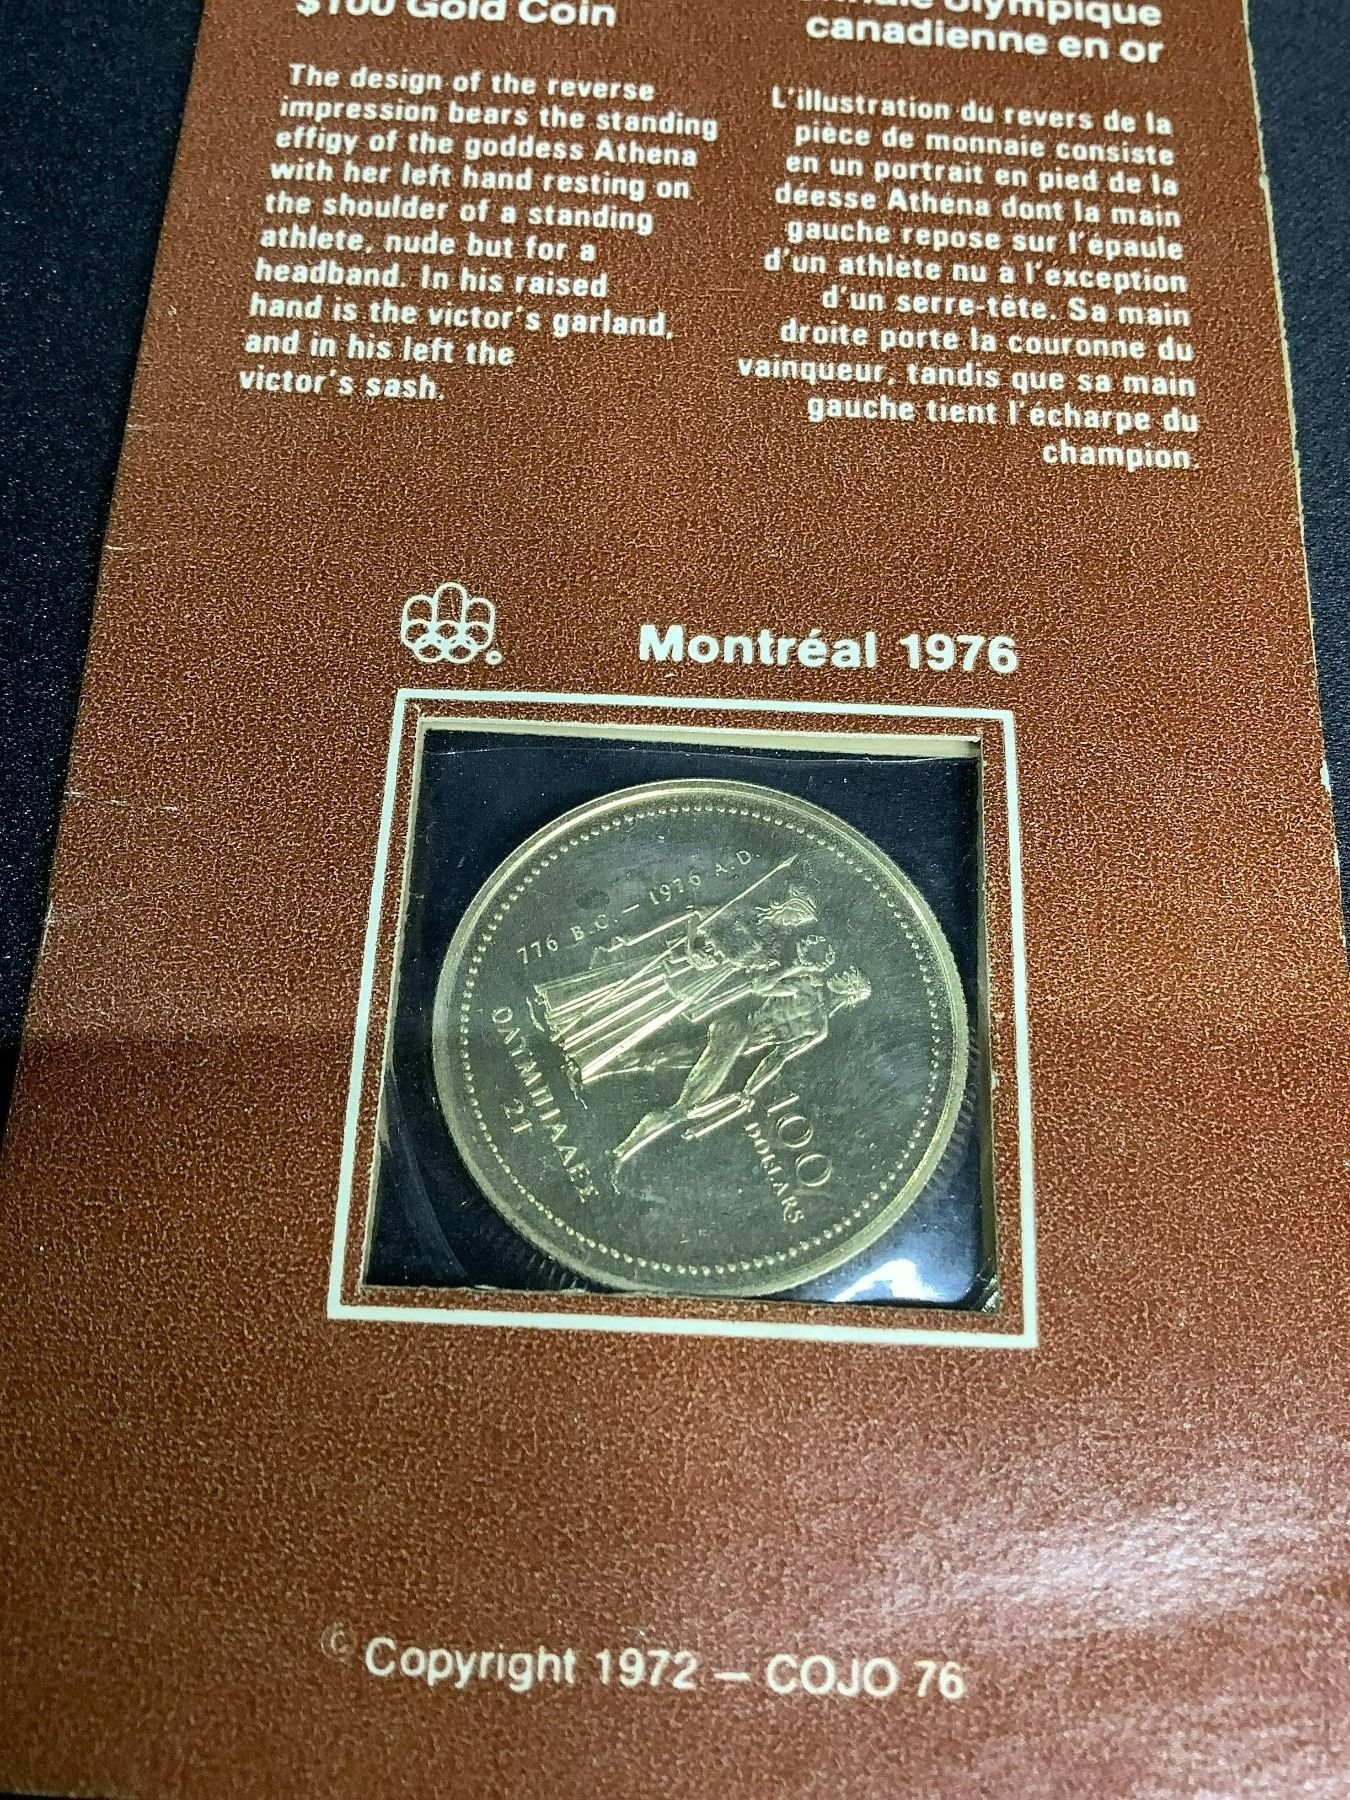 $100 Gold Coin
The design of the reverse
impression bears the standing
effigy of the goddess Athena
with her left hand resting on
the shoulder of a standing
athlete, nude but for a
headband. In his raised
hand is the victor's garland,
and in his left the
victor's sash.
olympique
canadienne en or
L'illustration du revers de la
pièce de monnaie consiste
en un portrait en pied de la
déesse Athéna dont la main
gauche repose sur l'épaule
d'un athlète nu à l'exception
d'un serre-tête. Sa main
droite porte la couronne du
vainqueur, tandis que sa main
gauche tient l'écharpe du
champion.
Montréal 1976
776 B.C. – 1976 A.D.
ΟΛΥΜΠΙΑΔΕΣ
21
100
DOLLARS
© Copyright 1972 – COJO 76